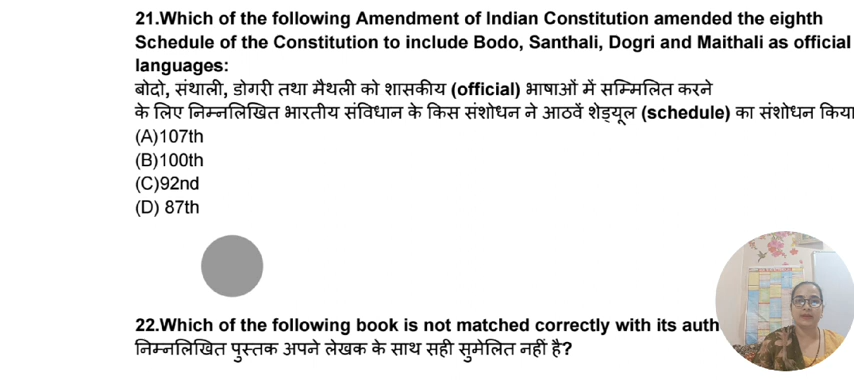 21.Which of the following Amendment of Indian Constitution amended the eighth
Schedule of the Constitution to include Bodo, Santhali, Dogri and Maithali as official
languages:
बोदो, संथाली, डोगरी तथा मैथली को शासकीय (official) भाषाओं में सम्मिलित करने
के लिए निम्नलिखित भारतीय संविधान के किस संशोधन ने आठवें शेड्यूल (schedule) का संशोधन किया
(A)107th
(B)100th
(C)92nd
(D) 87th
22.Which of the following book is not matched correctly with its auth
निम्नलिखित पुस्तक अपने लेखक के साथ सही सुमेलित नहीं है?